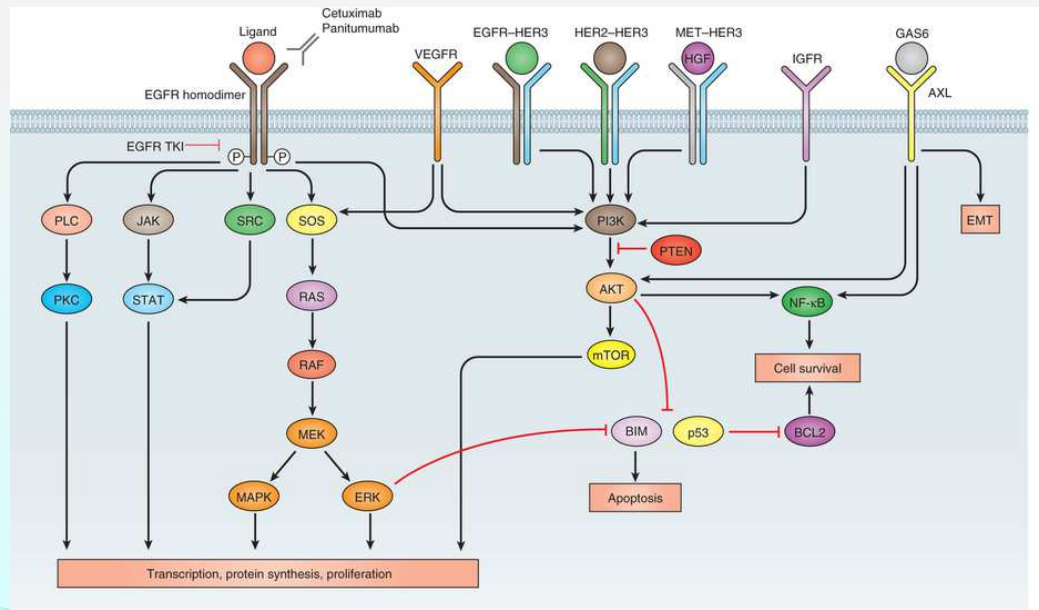 Cetuximab
Panitumumab
Ligand
EGFR–HER3
HER2–HER3
MET–HER3
GAS6
VEGFR
HGF
IGFR
EGFR homodimer
AXL
EGFR TKI
P
P
PLC
JAK
SRC
SOS
PI3K
EMT
PTEN
PKC
STAT
RAS
AKT
NF-κB
mTOR
RAF
Cell survival
MEK
BIM
p53
BCL2
MAPK
ERK
Apoptosis
Transcription, protein synthesis, proliferation